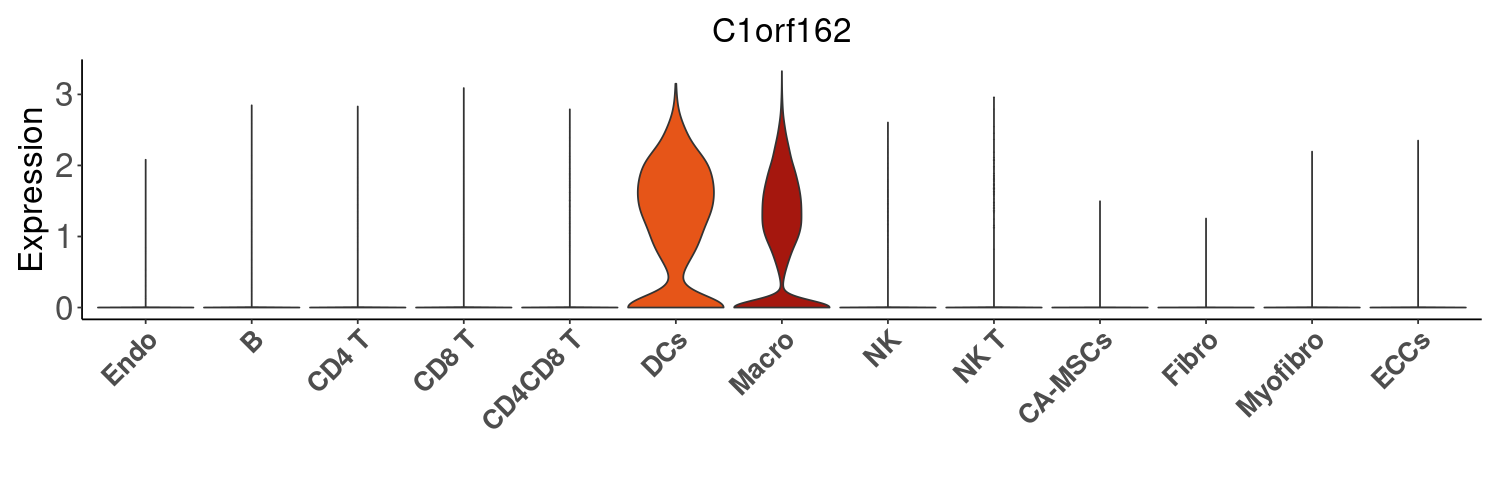 C1orf162
Expression
3
2
1
0
Endo
B
CD4 T
CD8 T
CD4CD8 T
DCs
Macro
NK
NK T
CA-MSCs
Fibro
Myofibro
ECCs